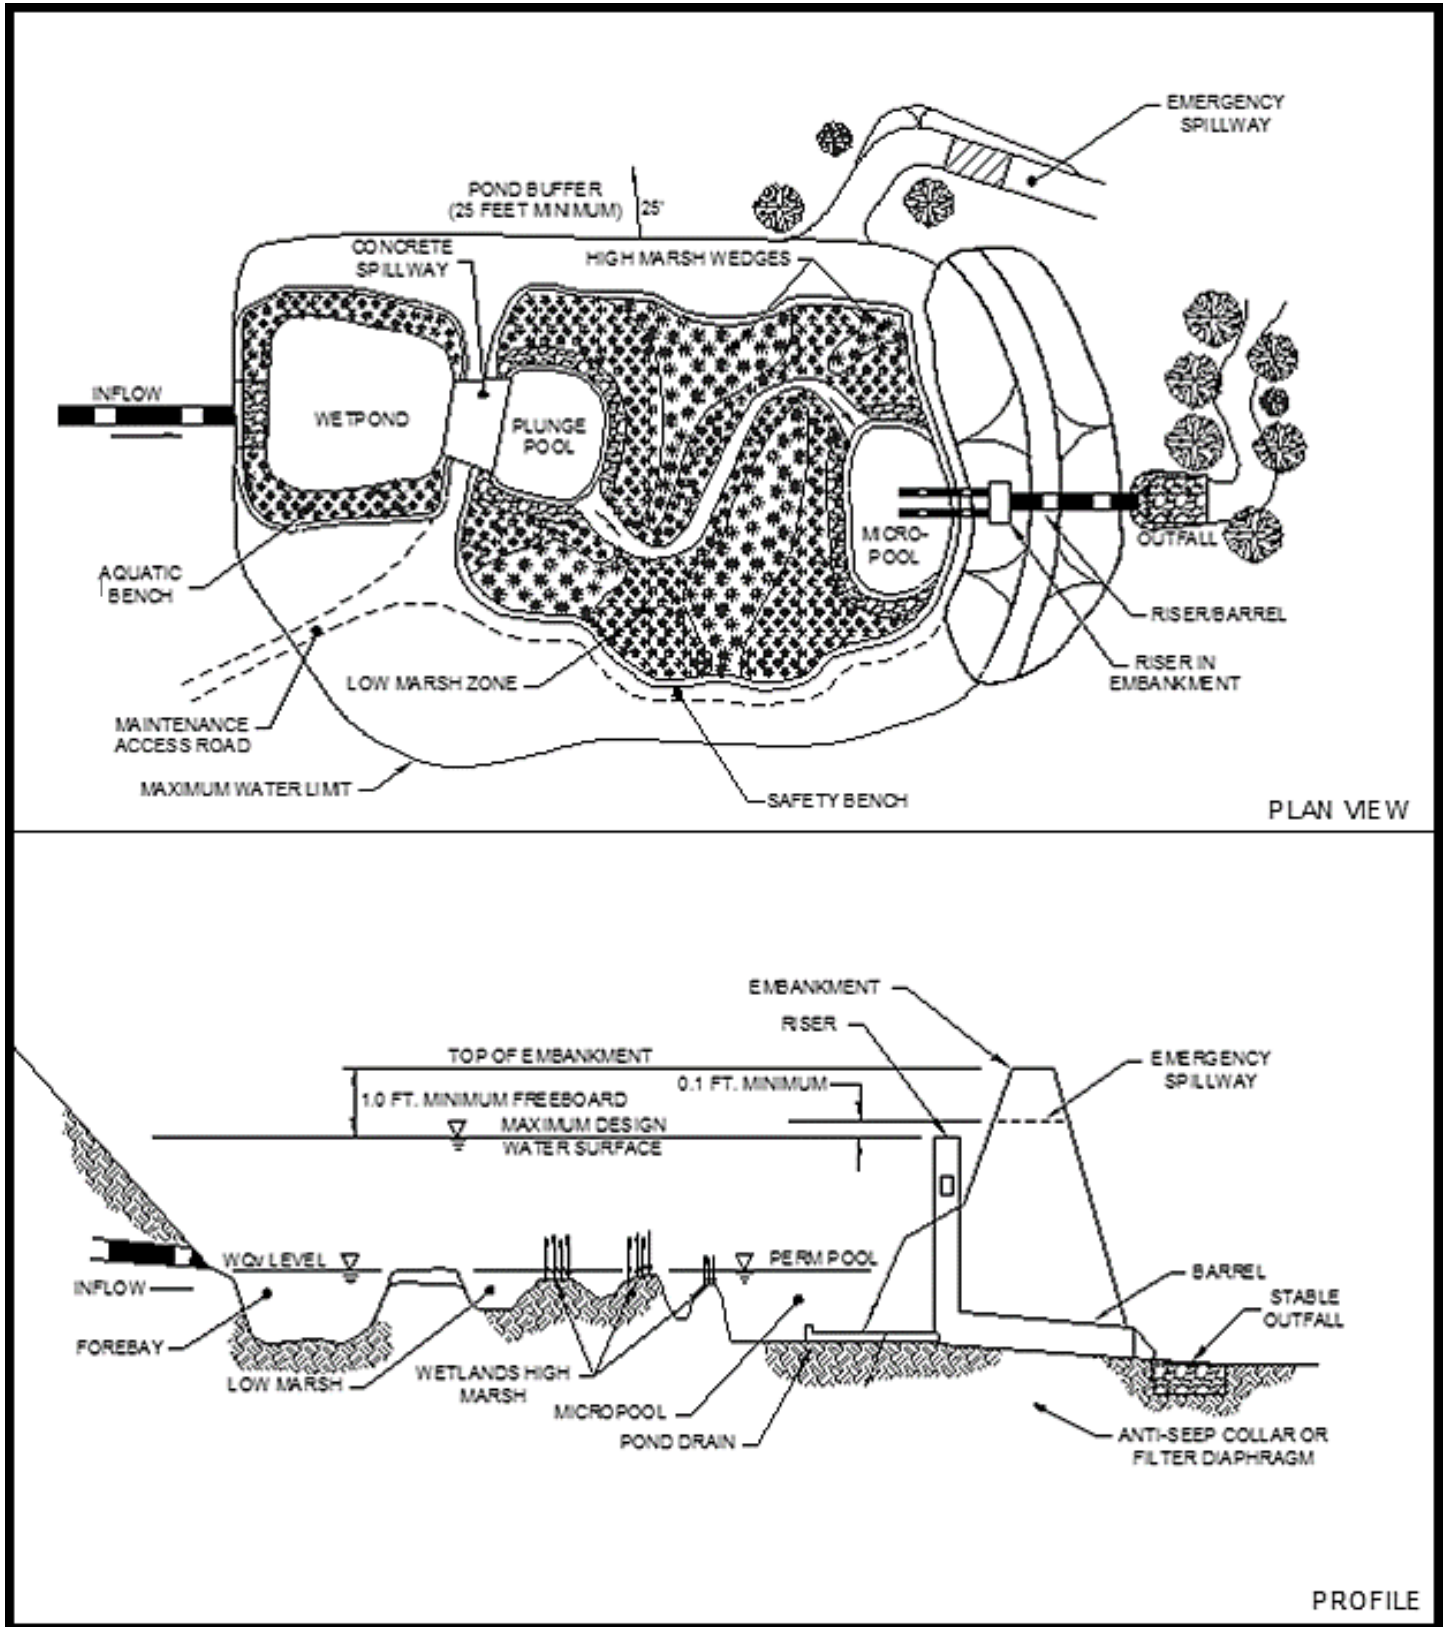 EMERGENCY
SPILLWAY
POND BUFFER
(25 FEET MINIMUM)
25'
CONCRETE
SPILLWAY
HIGH MARSH WEDGES
INFLOW
WETPOND
PLUNGE
POOL
MICRO-
POOL
OUTFALL
AQUATIC
BENCH
RISER/BARREL
RISER IN
EMBANKMENT
LOW MARSH ZONE
MAINTENANCE
ACCESS ROAD
MAXIMUM WATER LIMIT
SAFETY BENCH
PLAN VIEW
EMBANKMENT
RISER
TOP OF EMBANKMENT
EMERGENCY
SPILLWAY
0.1 FT. MINIMUM
1.0 FT. MINIMUM FREEBOARD
MAXIMUM DESIGN
WATER SURFACE
WQv LEVEL
PERM POOL
INFLOW
BARREL
STABLE
OUTFALL
FOREBAY
LOW MARSH
WETLANDS HIGH
MARSH
MICROPOOL
POND DRAIN
ANTI-SEEP COLLAR OR
FILTER DIAPHRAGM
PROFILE